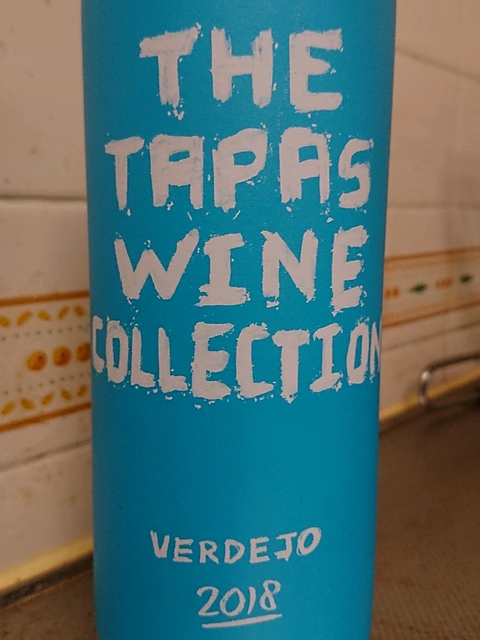 THE
TAPAS
WINE
COLLECTION
VERDEJO
2018